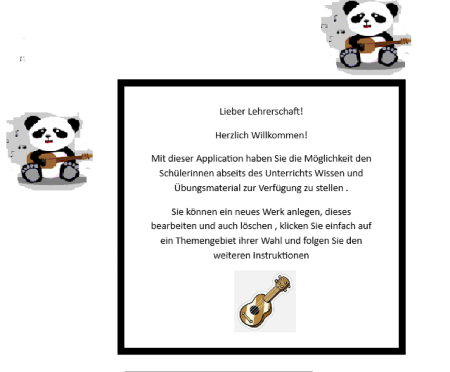 Lieber Lehrerschaft!
Herzlich Willkommen!
Mit dieser Application haben Sie die Möglichkeit den
Schülerinnen abseits des Unterrichts Wissen und
Übungsmaterial zur Verfügung zu stellen .
Sie können ein neues Werk anlegen, dieses
bearbeiten und auch löschen , klicken Sie einfach auf
ein Themengebiet ihrer Wahl und folgen Sie den
weiteren Instruktionen